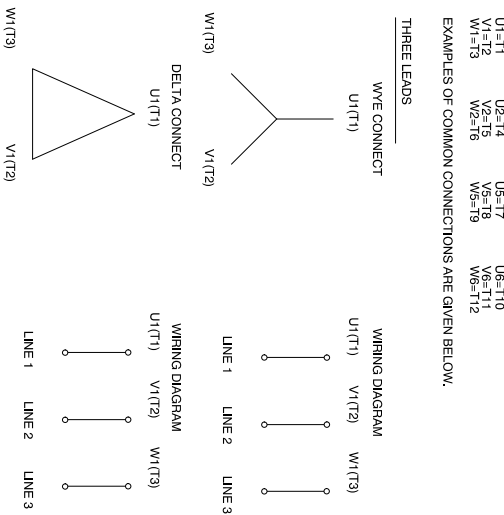 U1=T1 U2=T4 U5=T7 U6=T10
V1=T2 V2=T5 V5=T8 V6=T11
W1=T3 W2=T6 W5=T9 W6=T12
EXAMPLES OF COMMON CONNECTIONS ARE GIVEN BELOW.
THREE LEADS
WYE CONNECT
U1(T1)
W1(T3)
V1(T2)
WIRING DIAGRAM
U1(T1) V1(T2) W1(T3)
LINE 1 LINE 2 LINE 3
DELTA CONNECT
U1(T1)
W1(T3)
V1(T2)
WIRING DIAGRAM
U1(T1) V1(T2) W1(T3)
LINE 1 LINE 2 LINE 3